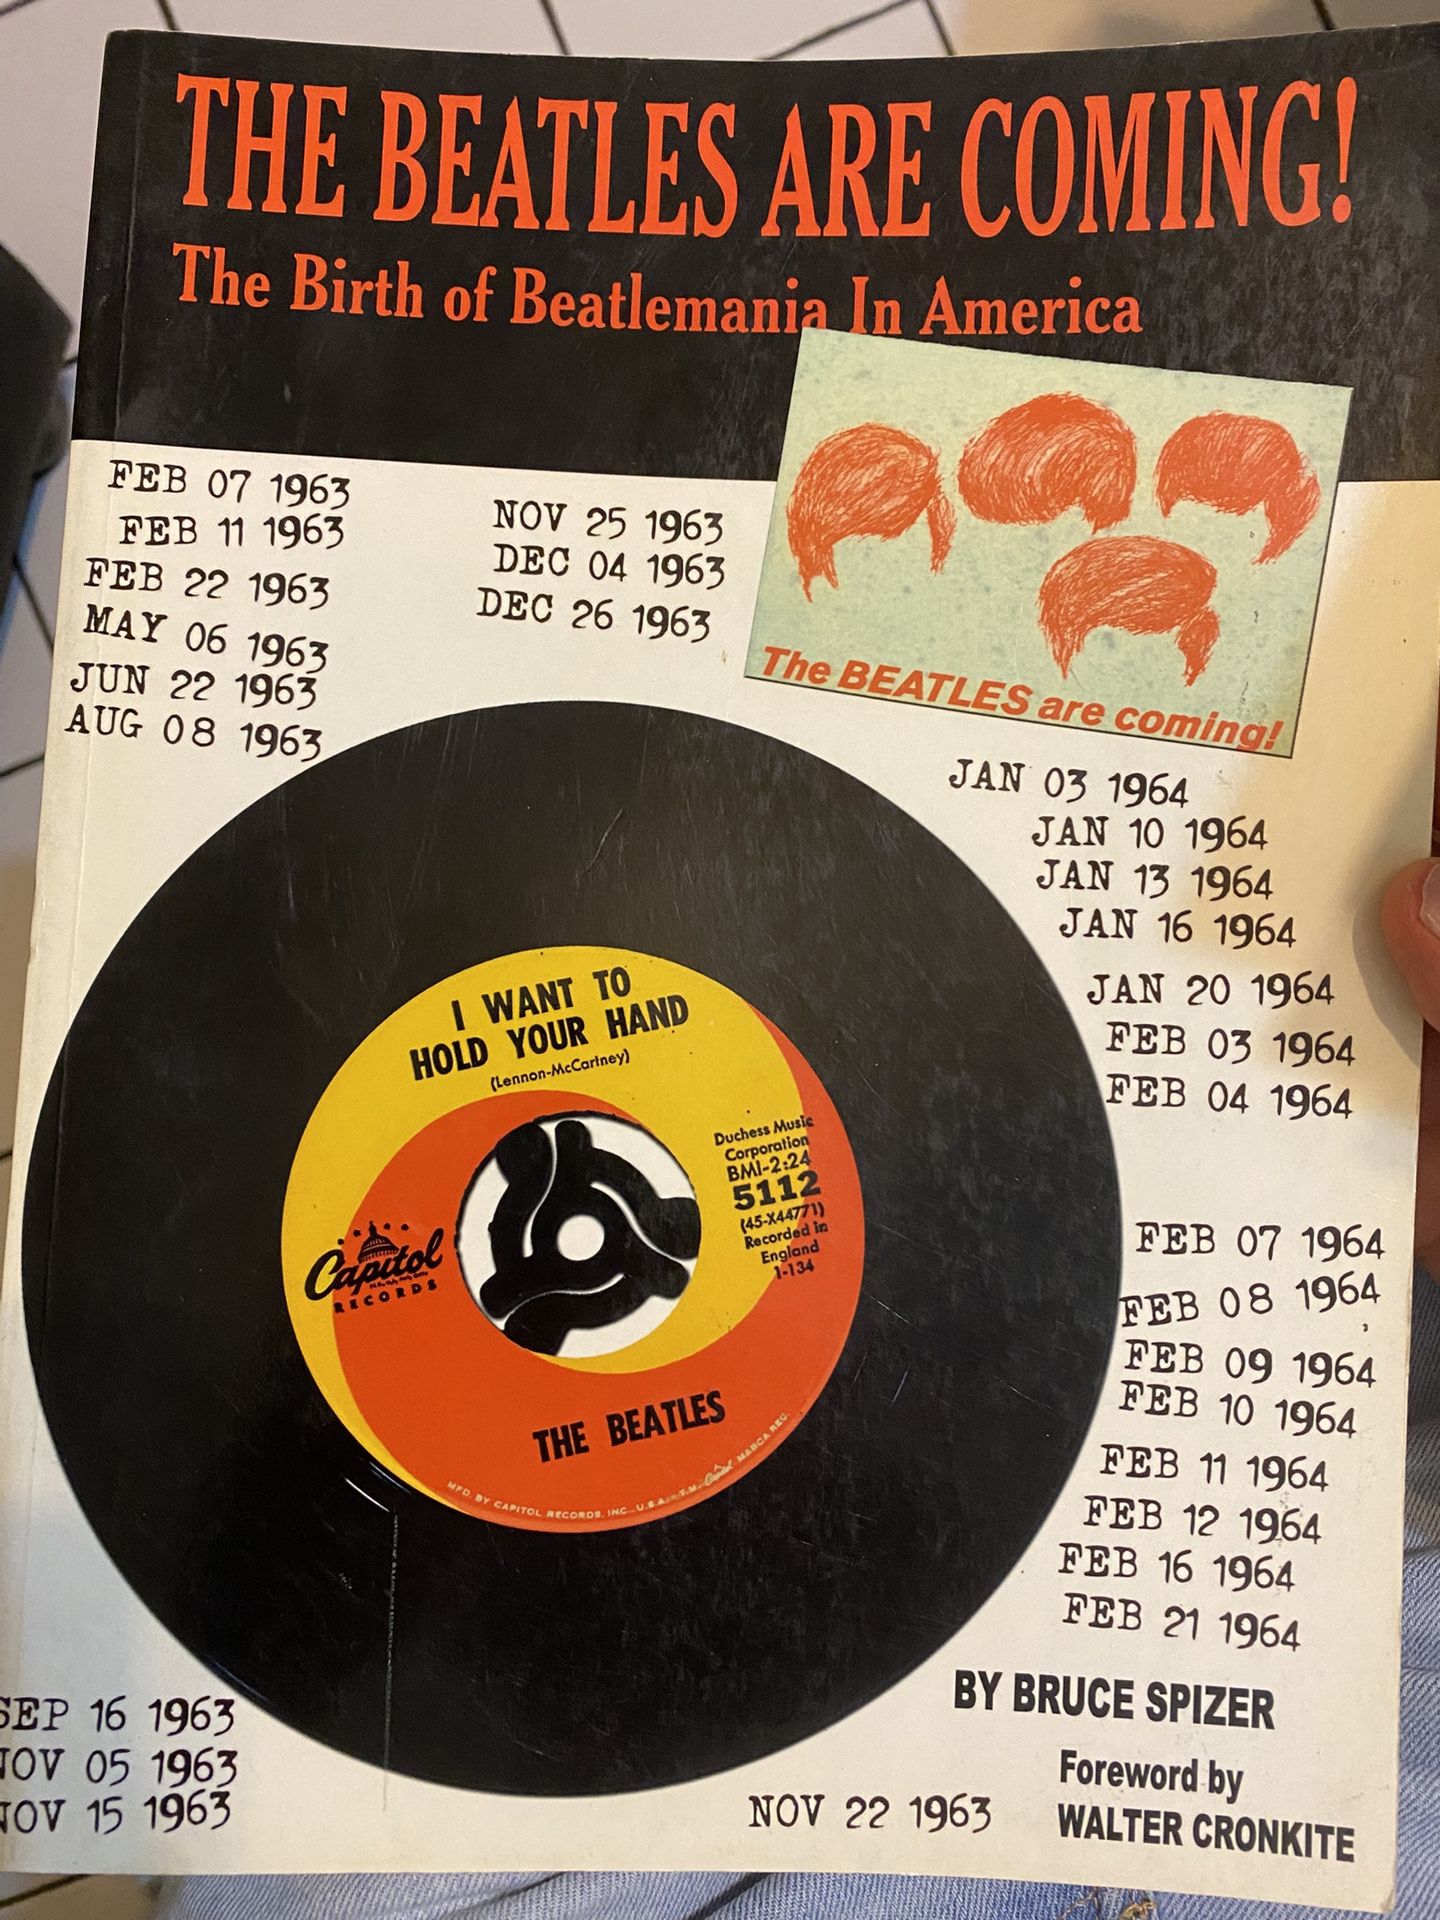 THE BEATLES ARE COMING!
The Birth of Beatlemania In America
The BEATLES are coming!
FEB 07 1963
FEB 11 1963
FEB 22 1963
MAY 06 1963
JUN 22 1963
AUG 08 1963
NOV 25 1963
DEC 04 1963
DEC 26 1963
JAN 03 1964
JAN 10 1964
JAN 13 1964
JAN 16 1964
JAN 20 1964
FEB 03 1964
FEB 04 1964
I WANT TO
HOLD YOUR HAND
(Lennon-McCartney)
Duchess Music
Corporation
BMI-2:24
5112
(45-X44771)
Recorded in
England
1-134
Capitol
RECORDS
THE BEATLES
MFD. BY CAPITOL RECORDS, INC., U.S.A. T.M. Capitol MARCA REG.
FEB 07 1964
FEB 08 1964
FEB 09 1964
FEB 10 1964
FEB 11 1964
FEB 12 1964
FEB 16 1964
FEB 21 1964
SEP 16 1963
NOV 05 1963
NOV 15 1963
NOV 22 1963
BY BRUCE SPIZER
Foreword by
WALTER CRONKITE